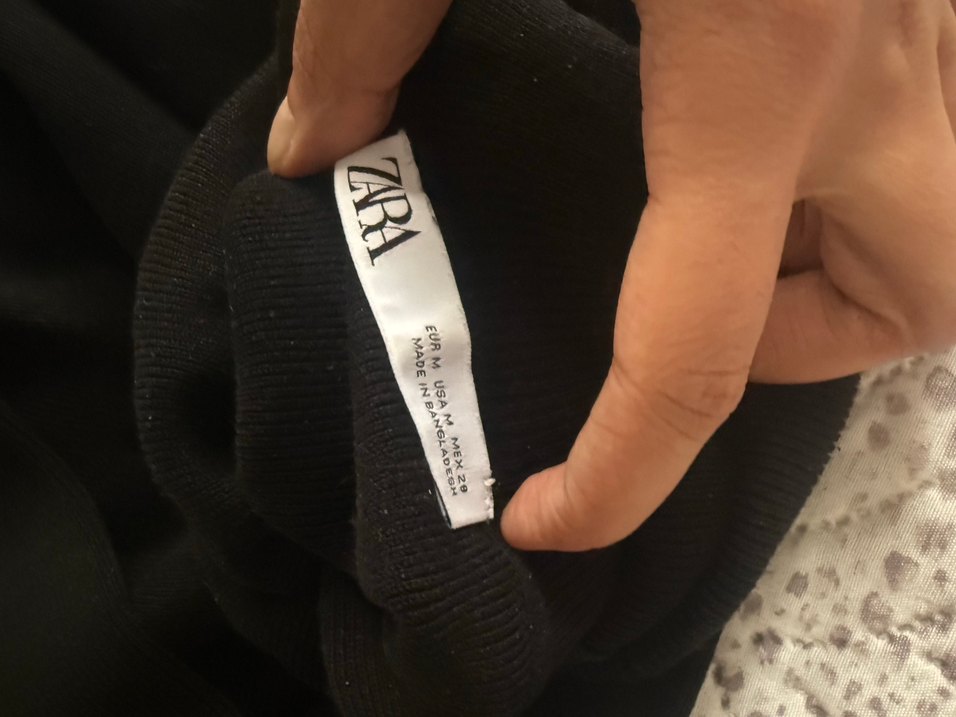 ZARA
EUR M USA M MEX 28
MADE IN BANGLADESH